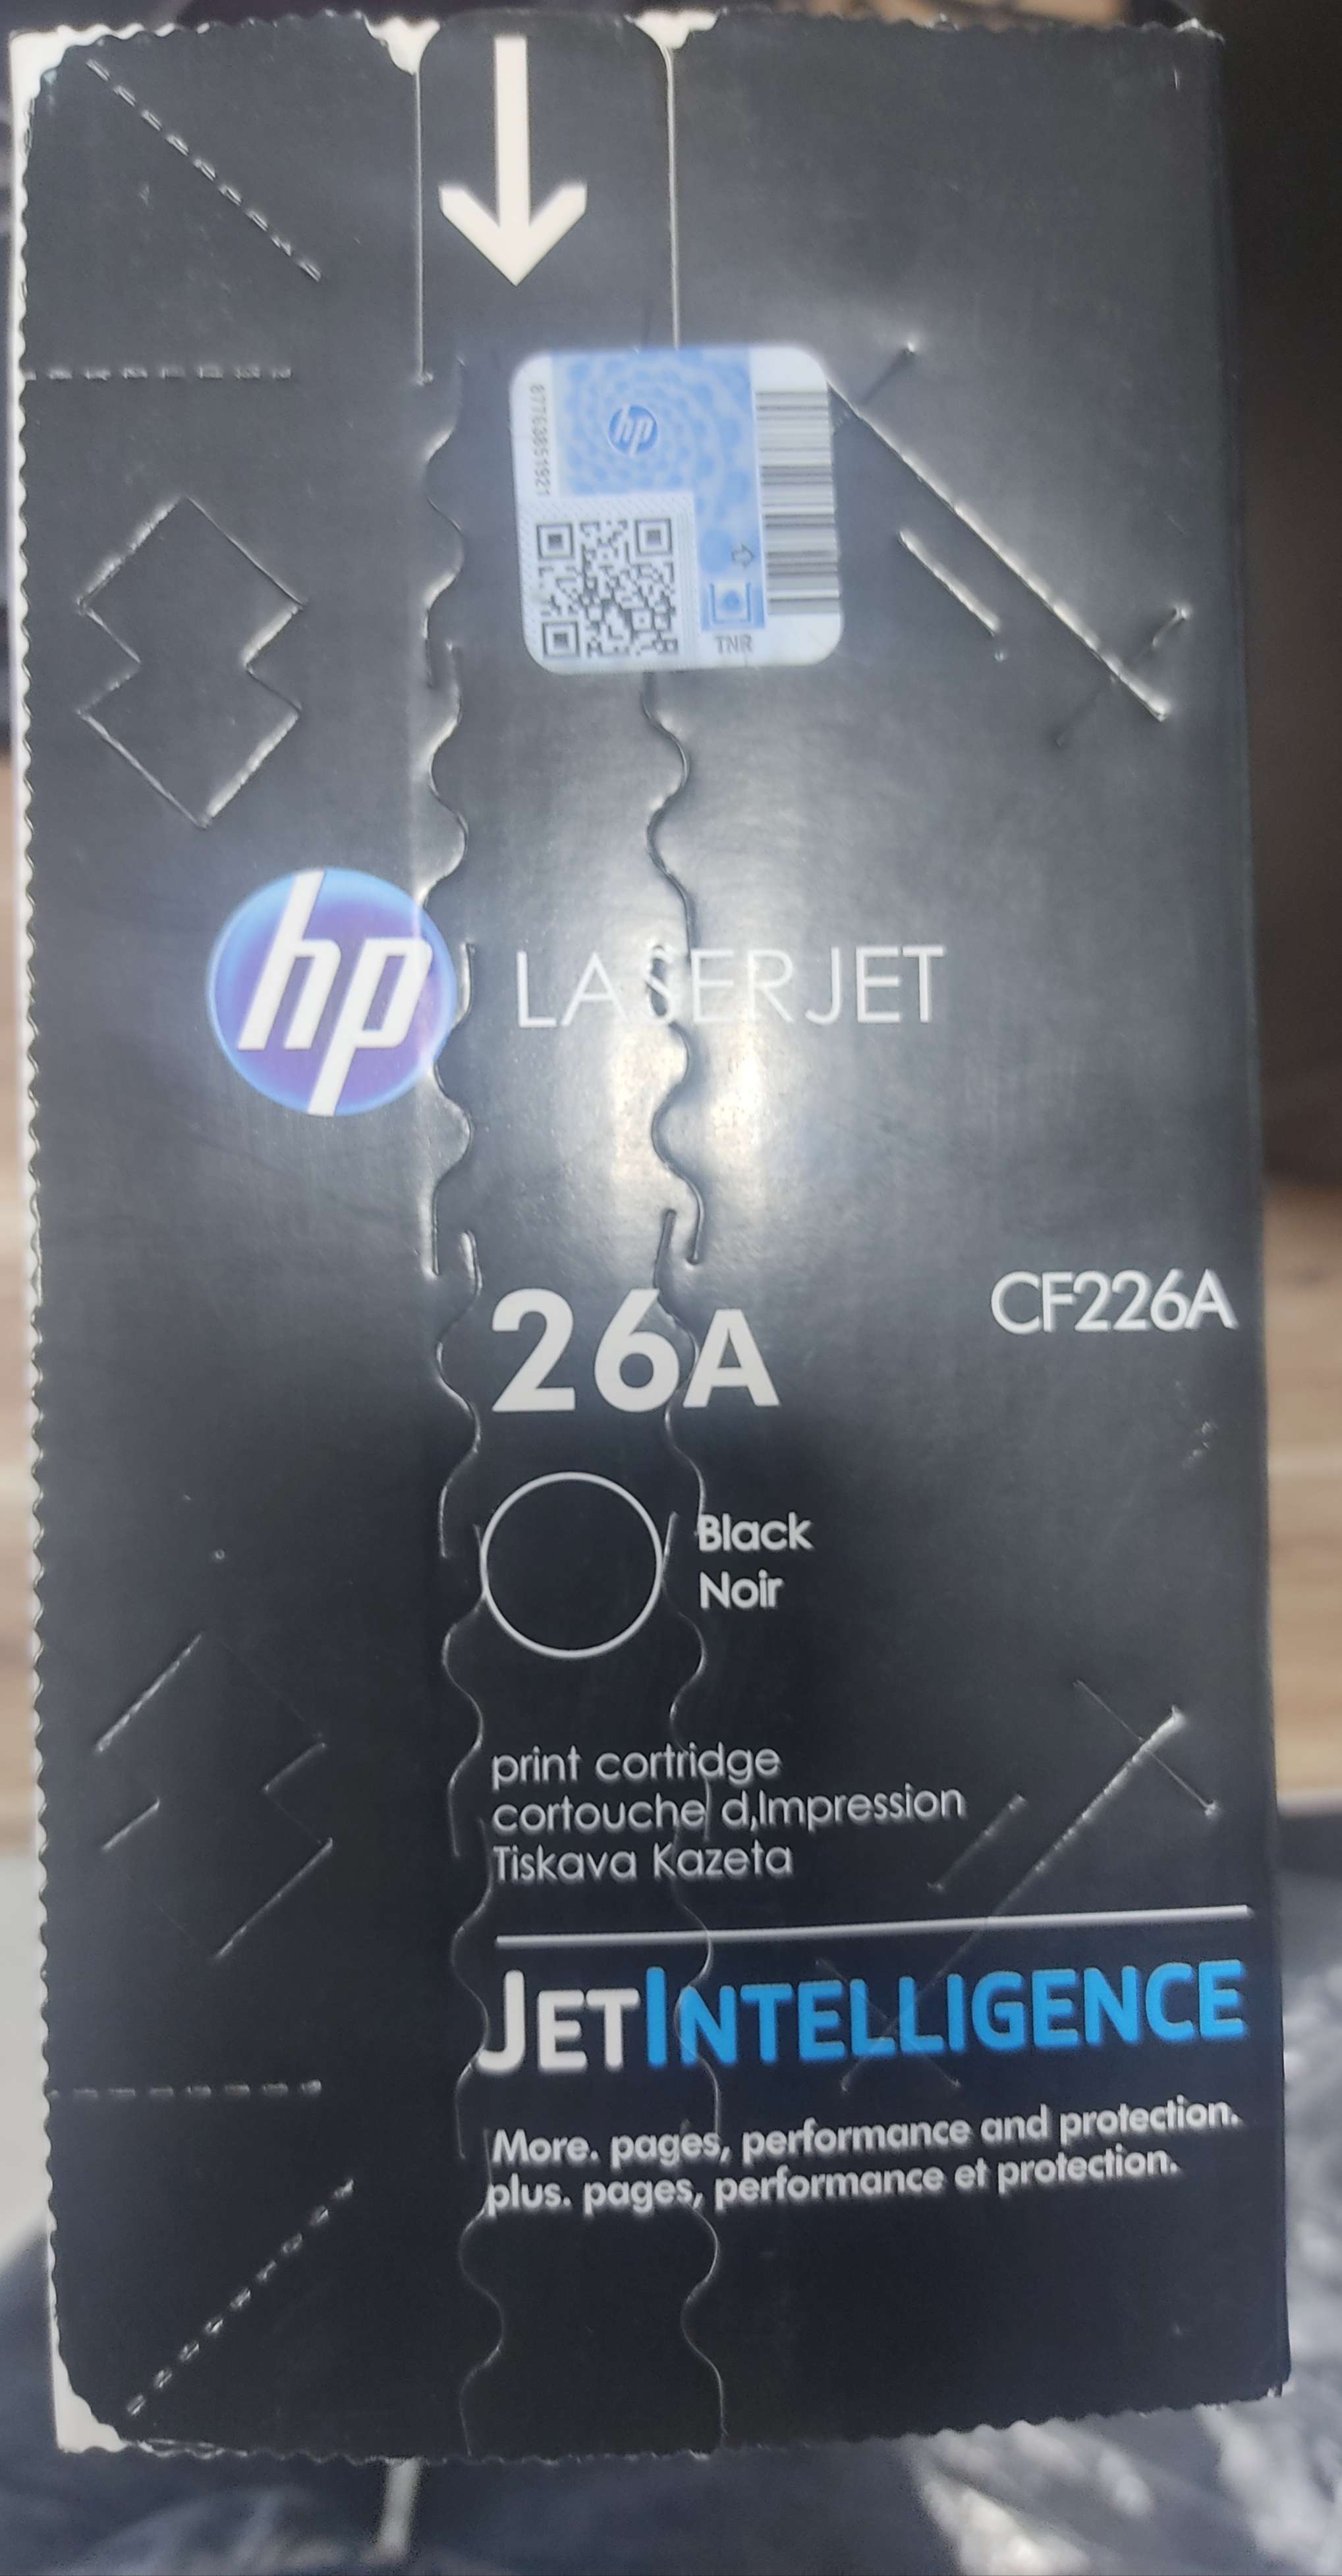 hp
TNR
hp LASERJET
26A
CF226A
Black
Noir
print cortridge
cortouche d,Impression
Tiskava Kazeta
JETINTELLIGENCE
More. pages, performance and protection.
plus. pages, performance et protection.